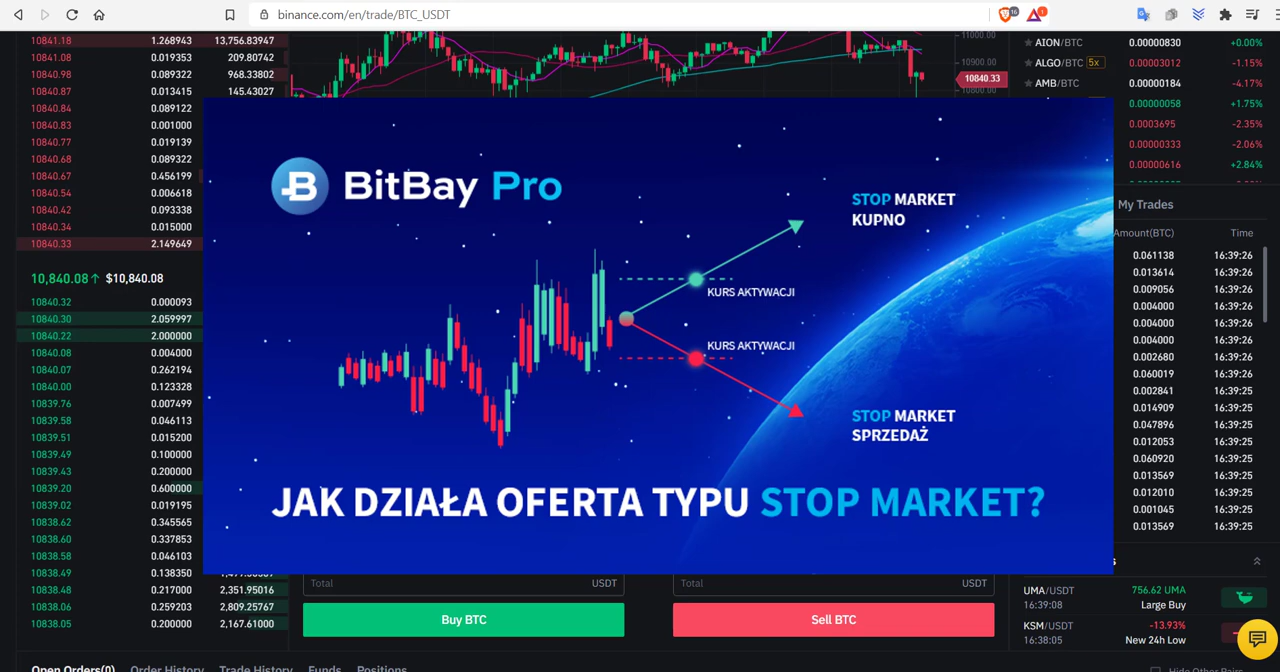 binance.com/en/trade/BTC_USDT
16
1
10841.18 1.268943 13,756.83947
10841.08 0.019353 209.80742
10840.98 0.089322 968.33802
10840.87 0.013415 145.43027
10840.84 0.089122
10840.83 0.001000
10840.77 0.019139
10840.68 0.089322
10840.67 0.456199
10840.54 0.006618
10840.42 0.093338
10840.34 0.015000
10840.33 2.149649
10,840.08↑ $10,840.08
10840.32 0.000093
10840.30 2.059997
10840.22 2.000000
10840.08 0.004000
10840.07 0.262194
10840.00 0.123328
10839.76 0.007499
10839.58 0.046113
10839.51 0.015200
10839.49 0.100000
10839.43 0.200000
10839.20 0.600000
10839.02 0.019195
10838.62 0.345565
10838.60 0.337853
10838.58 0.046103
10838.49 0.138350
10838.48 0.217000 2,351.95016
10838.06 0.259203 2,809.25767
10838.05 0.200000 2,167.61000
11000.00
10900.00
10840.33
10800.00
BitBay Pro
STOP MARKET
KUPNO
KURS AKTYWACJI
KURS AKTYWACJI
STOP MARKET
SPRZEDAŻ
JAK DZIAŁA OFERTA TYPU STOP MARKET?
Total USDT
Total USDT
Buy BTC
Sell BTC
Open Orders(0) Order History Trade History Funds Positions
Hide Other Pairs
AION/BTC 0.00000830 +0.00%
ALGO/BTC 5x 0.00003012 -1.15%
AMB/BTC 0.00000184 -4.17%
0.00000058 +1.75%
0.0003695 -2.35%
0.00000333 -2.06%
0.00000616 +2.84%
My Trades
Amount(BTC) Time
0.061138 16:39:26
0.013614 16:39:26
0.009056 16:39:26
0.004000 16:39:26
0.004000 16:39:26
0.004000 16:39:26
0.002680 16:39:26
0.060019 16:39:26
0.002841 16:39:25
0.014909 16:39:25
0.047896 16:39:25
0.012053 16:39:25
0.060920 16:39:25
0.013569 16:39:25
0.012010 16:39:25
0.001045 16:39:25
0.013569 16:39:25
UMA/USDT 756.62 UMA
16:39:08 Large Buy
KSM/USDT -13.93%
16:38:05 New 24h Low